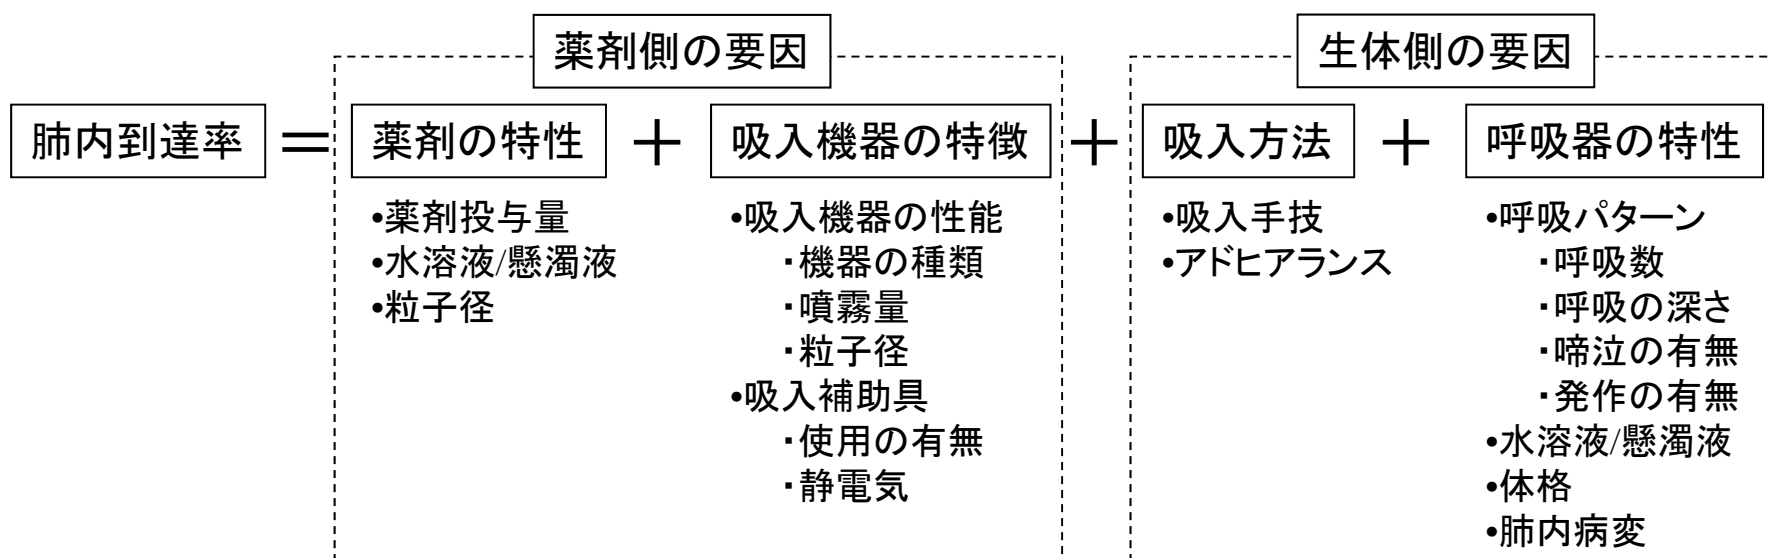 薬剤側の要因
生体側の要因
肺内到達率 = 薬剤の特性 + 吸入機器の特徴 + 吸入方法 + 呼吸器の特性
•薬剤投与量
•水溶液/懸濁液
•粒子径
•吸入機器の性能
・機器の種類
・噴霧量
・粒子径
•吸入補助具
・使用の有無
・静電気
•吸入手技
•アドヒアランス
•呼吸パターン
・呼吸数
・呼吸の深さ
・啼泣の有無
・発作の有無
•水溶液/懸濁液
•体格
•肺内病変